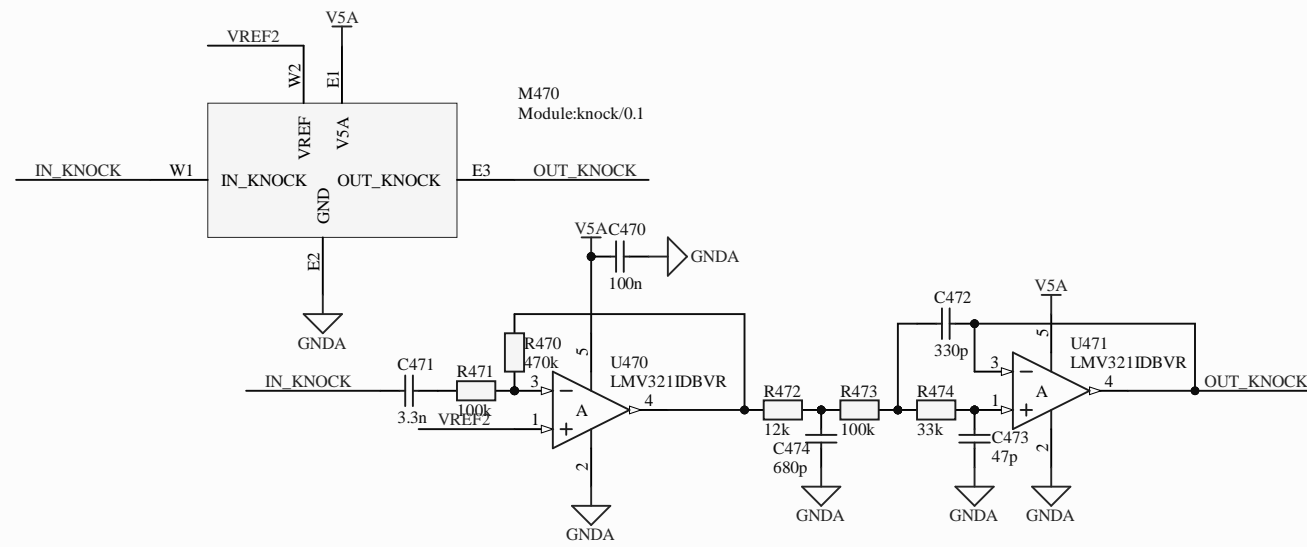 V5A
VREF2
W2
E1
M470
Module:knock/0.1
VREF
V5A
IN_KNOCK
W1
IN_KNOCK
OUT_KNOCK
E3
OUT_KNOCK
GND
E2
GNDA
V5A
C470
100n
GNDA
R470
470k
5
U470
LMV321IDBVR
IN_KNOCK
C471
3.3n
R471
100k
VREF2
3
1
A
4
2
GNDA
R472
12k
C474
680p
GNDA
R473
100k
C472
330p
R474
33k
C473
47p
GNDA
V5A
5
U471
LMV321IDBVR
3
1
A
4
OUT_KNOCK
2
GNDA